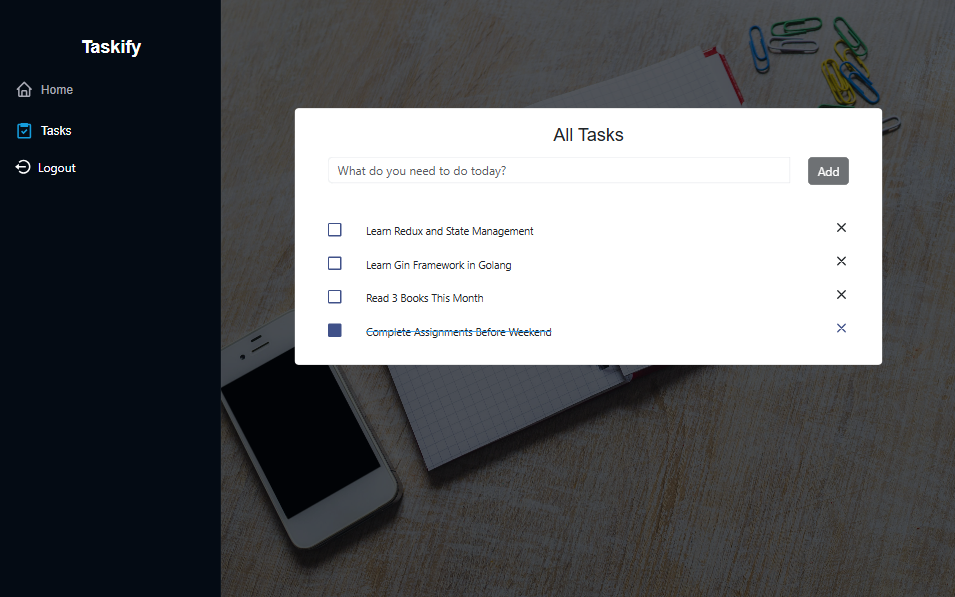 Taskify
Home
Tasks
Logout
All Tasks
What do you need to do today?
Add
Learn Redux and State Management
Learn Gin Framework in Golang
Read 3 Books This Month
Complete Assignments Before Weekend